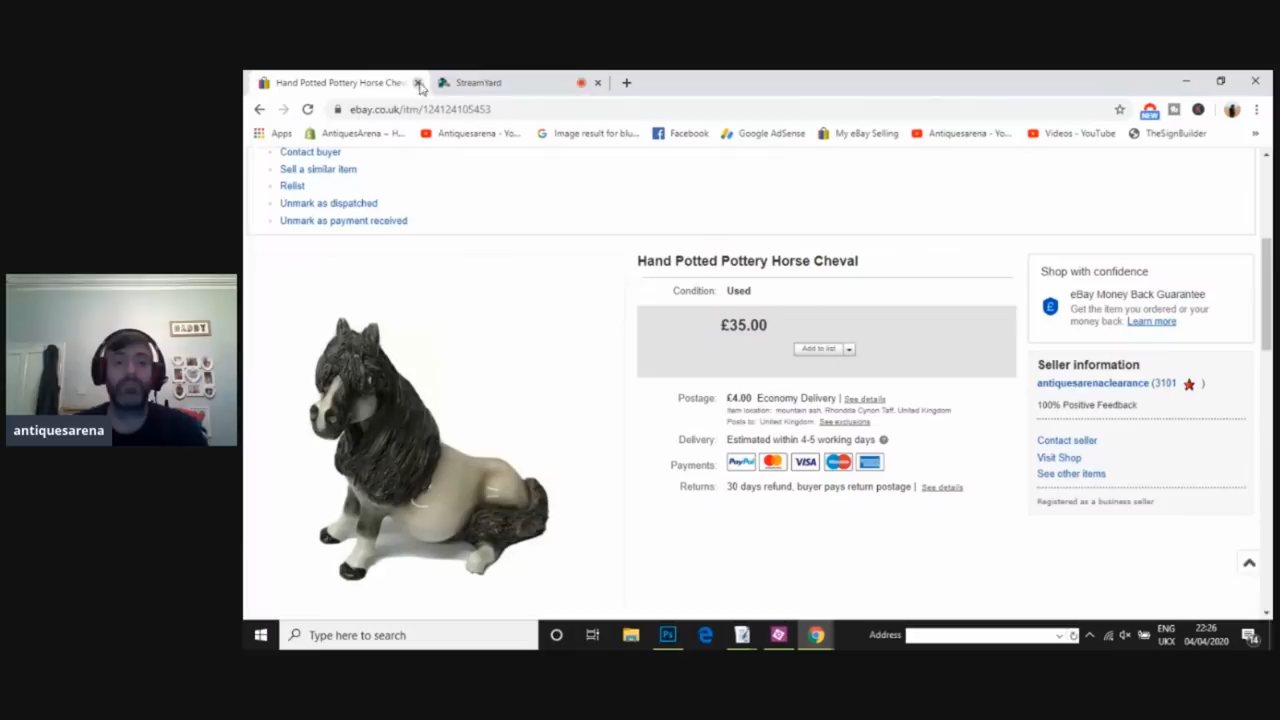 Hand Potted Pottery Horse Chev
StreamYard
ebay.co.uk/itm/124124105453
NEW
Apps
AntiquesArena – H...
Antiquesarena - Yo...
Image result for blu...
Facebook
Google AdSense
My eBay Selling
Antiquesarena - Yo...
Videos - YouTube
TheSignBuilder
Contact buyer
Sell a similar item
Relist
Unmark as dispatched
Unmark as payment received
Hand Potted Pottery Horse Cheval
Condition: Used
£35.00
Add to list
Postage: £4.00 Economy Delivery | See details
Item location: mountain ash, Rhondda Cynon Taff, United Kingdom
Posts to: United Kingdom. See exclusions
Delivery: Estimated within 4-5 working days
Payments: PayPal VISA
Returns: 30 days refund, buyer pays return postage | See details
Shop with confidence
eBay Money Back Guarantee
Get the item you ordered or your
money back. Learn more
Seller information
antiquesarenaclearance (3101 )
100% Positive Feedback
Contact seller
Visit Shop
See other items
Registered as a business seller
DADDY
antiquesarena
Type here to search
Ps
Address
ENG
UKX
22:26
04/04/2020
14